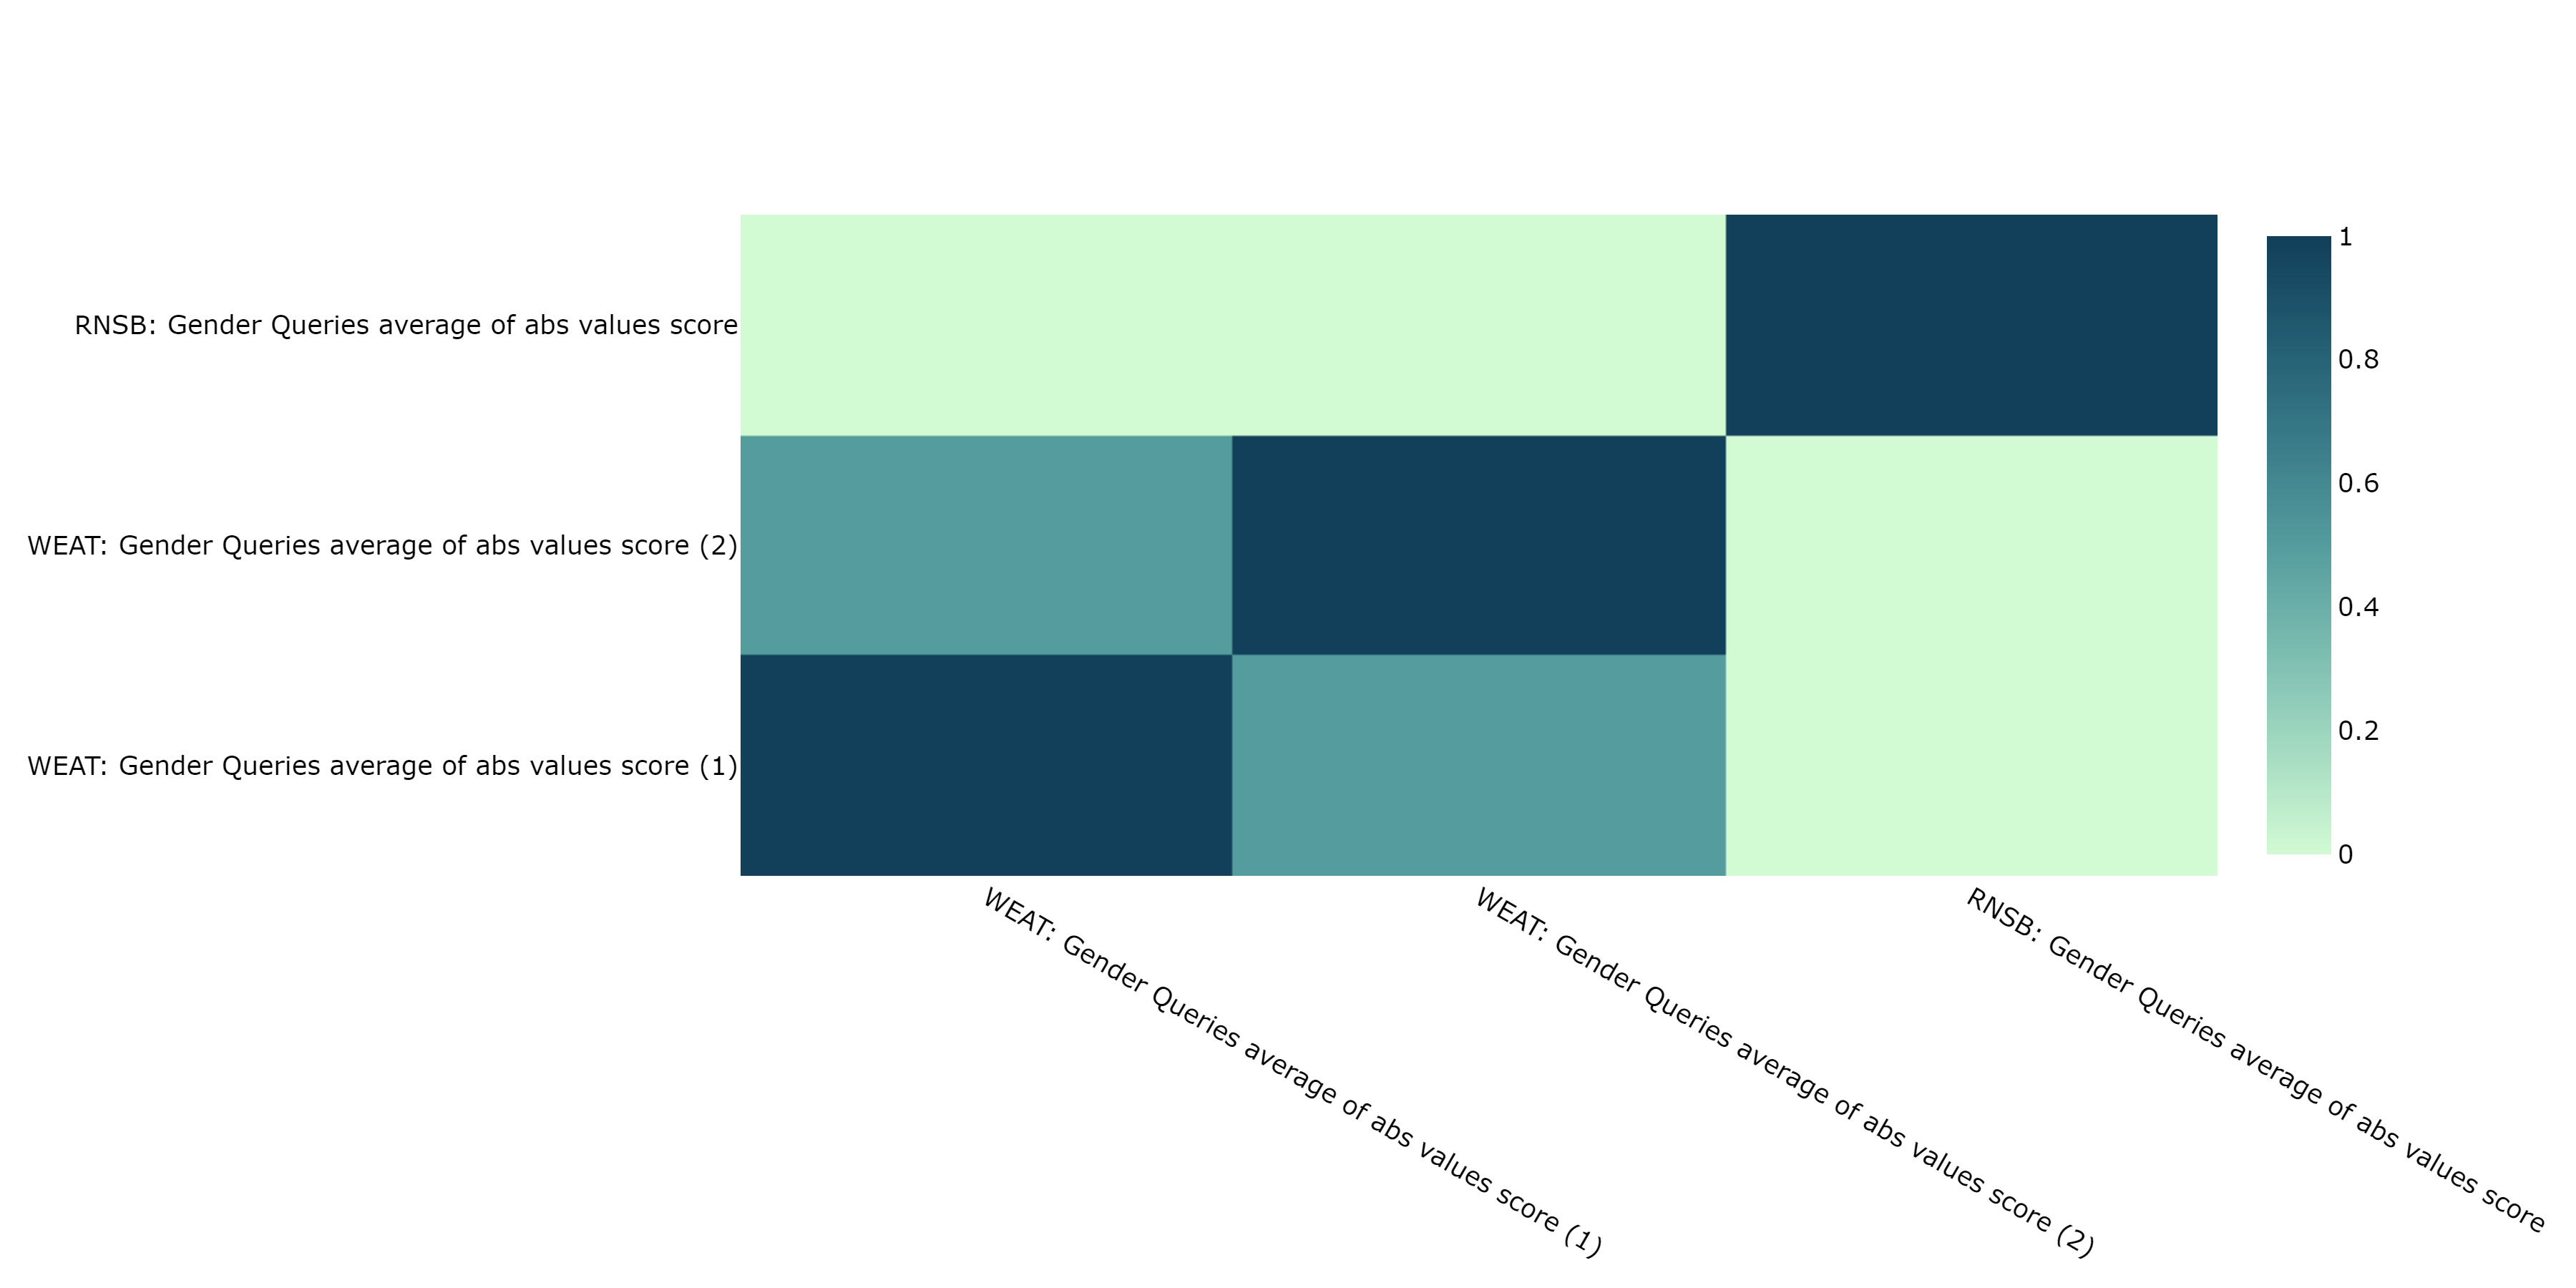 RNSB: Gender Queries average of abs values score
WEAT: Gender Queries average of abs values score (2)
WEAT: Gender Queries average of abs values score (1)
WEAT: Gender Queries average of abs values score (1)
WEAT: Gender Queries average of abs values score (2)
RNSB: Gender Queries average of abs values score
1
0.8
0.6
0.4
0.2
0